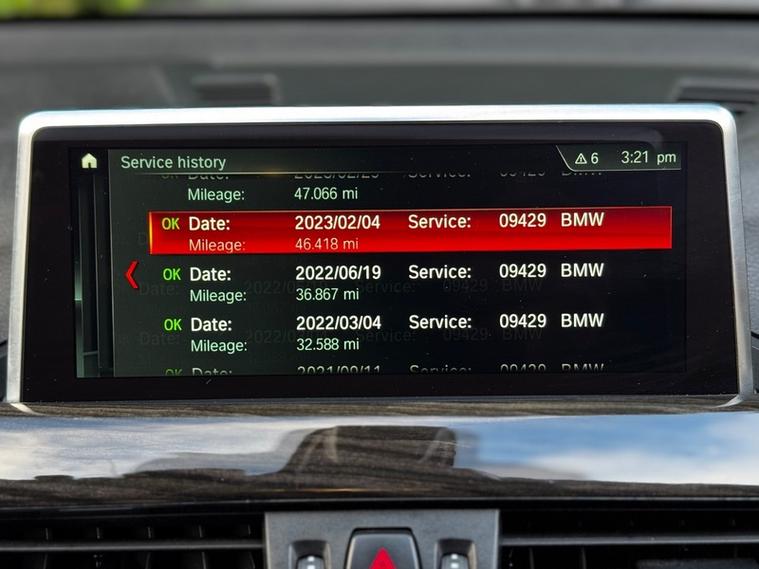 Service history
6
3:21 pm
Mileage: 47.066 mi
OK Date: 2023/02/04 Service: 09429 BMW
Mileage: 46.418 mi
OK Date: 2022/06/19 Service: 09429 BMW
Mileage: 36.867 mi
OK Date: 2022/03/04 Service: 09429 BMW
Mileage: 32.588 mi